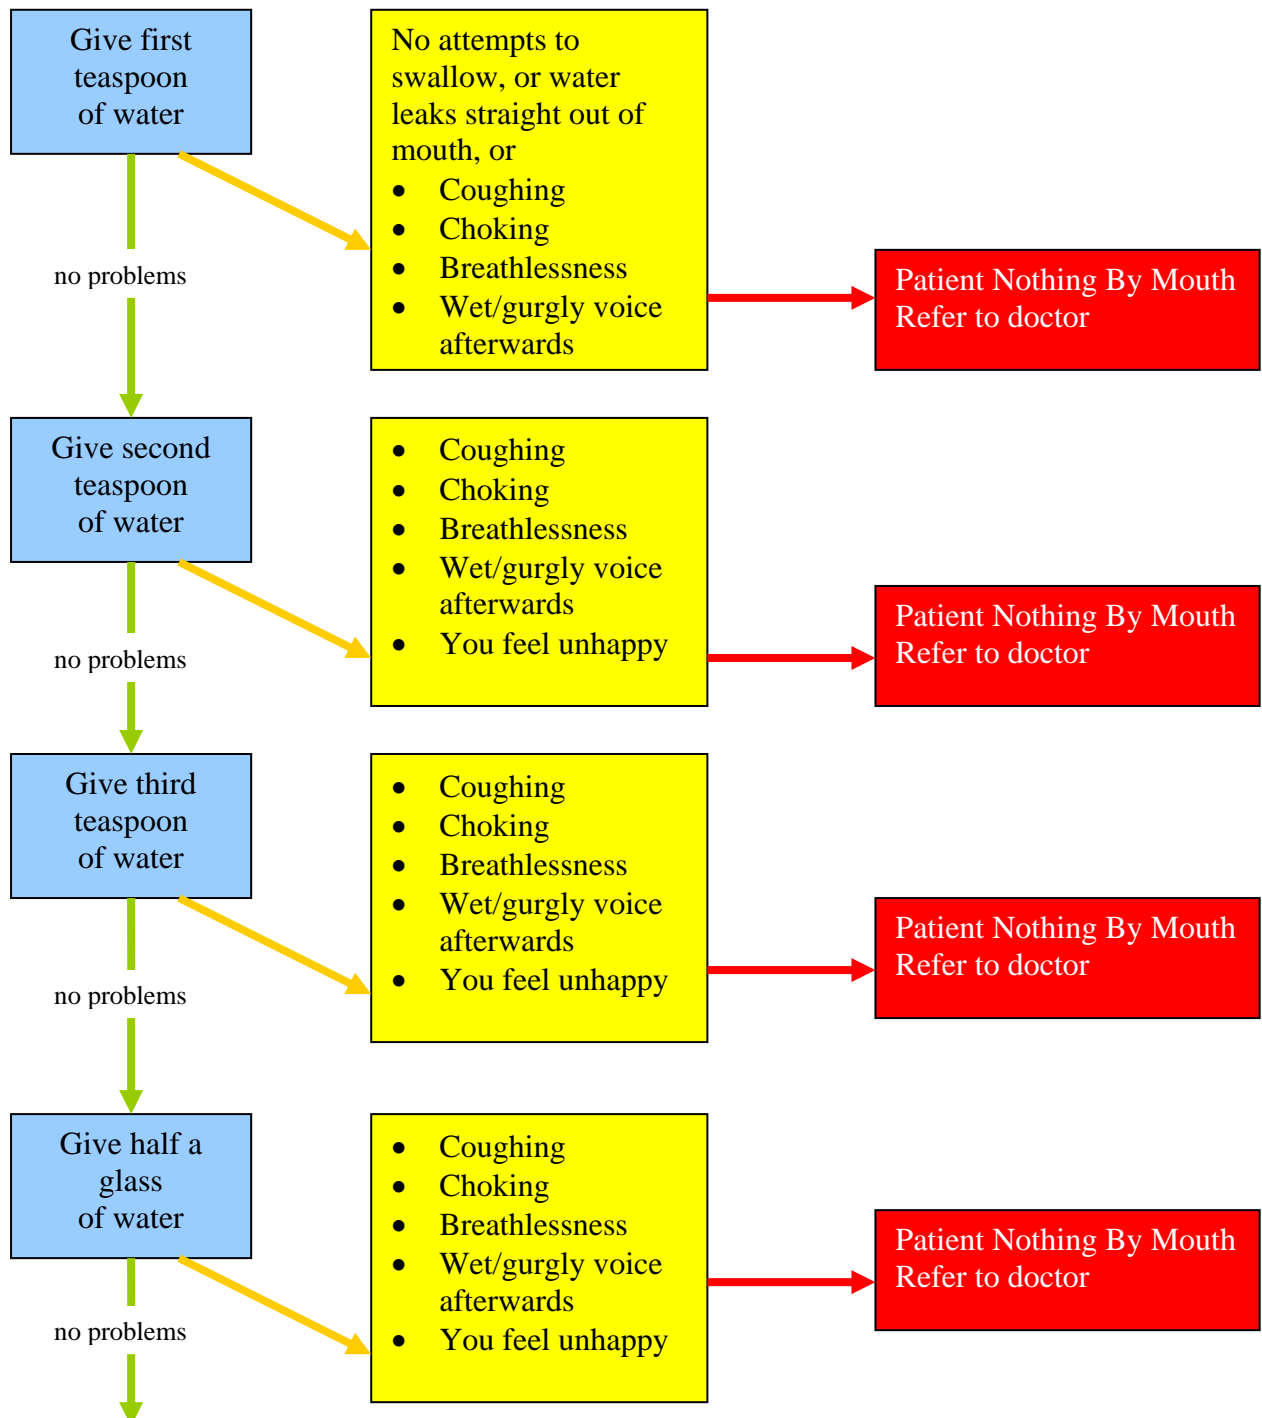 Give first
teaspoon
of water
No attempts to
swallow, or water
leaks straight out of
mouth, or
• Coughing
• Choking
• Breathlessness
• Wet/gurgly voice
afterwards
no problems
Patient Nothing By Mouth
Refer to doctor
Give second
teaspoon
of water
• Coughing
• Choking
• Breathlessness
• Wet/gurgly voice
afterwards
• You feel unhappy
no problems
Patient Nothing By Mouth
Refer to doctor
Give third
teaspoon
of water
• Coughing
• Choking
• Breathlessness
• Wet/gurgly voice
afterwards
• You feel unhappy
no problems
Patient Nothing By Mouth
Refer to doctor
Give half a
glass
of water
• Coughing
• Choking
• Breathlessness
• Wet/gurgly voice
afterwards
• You feel unhappy
no problems
Patient Nothing By Mouth
Refer to doctor